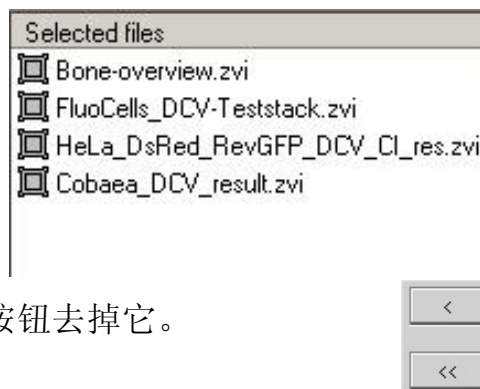 Selected files
Bone-overview.zvi
FluoCells_DCV-Teststack.zvi
HeLa_DsRed_RevGFP_DCV_CI_res.zvi
Cobaea_DCV_result.zvi
按钮去掉它。
<
<<